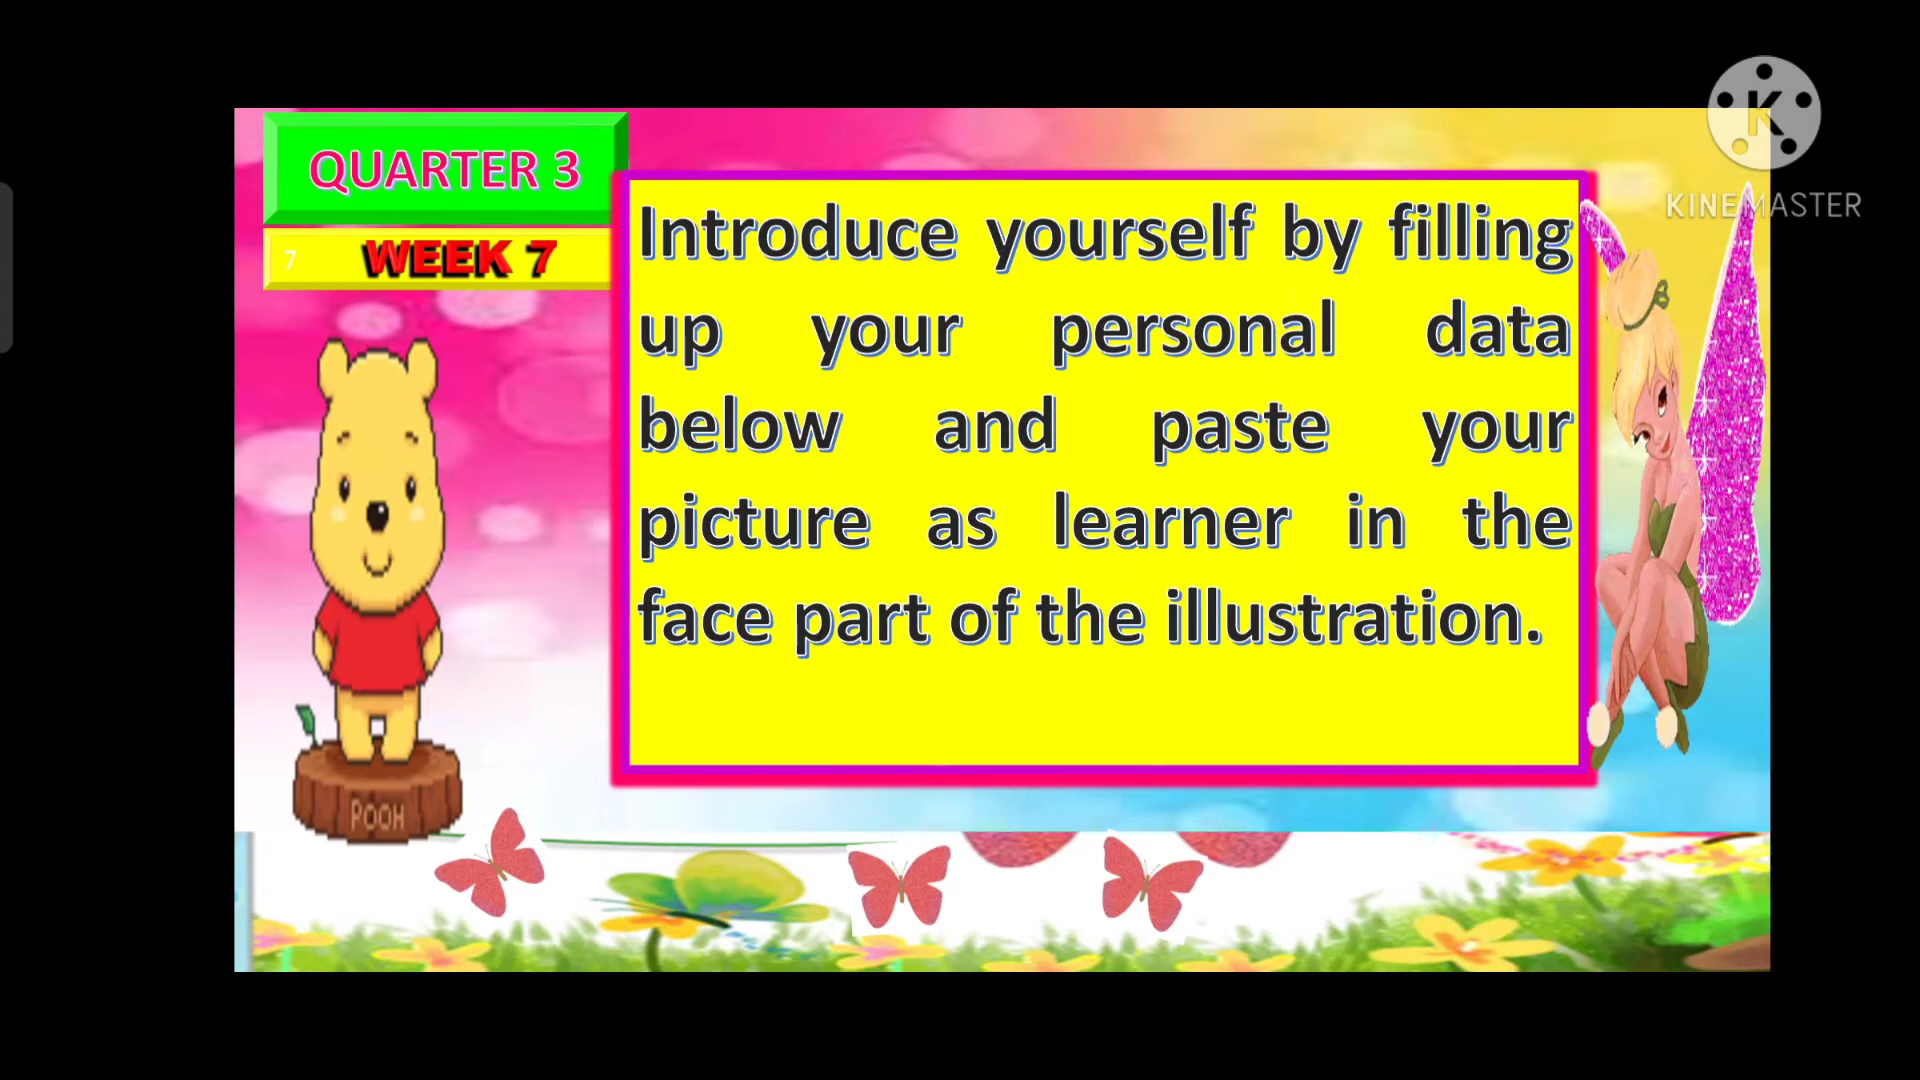 QUARTER 3
7
WEEK 7
Introduce yourself by filling
up your personal data
below and paste your
picture as learner in the
face part of the illustration.
POOH
K
KINEMASTER